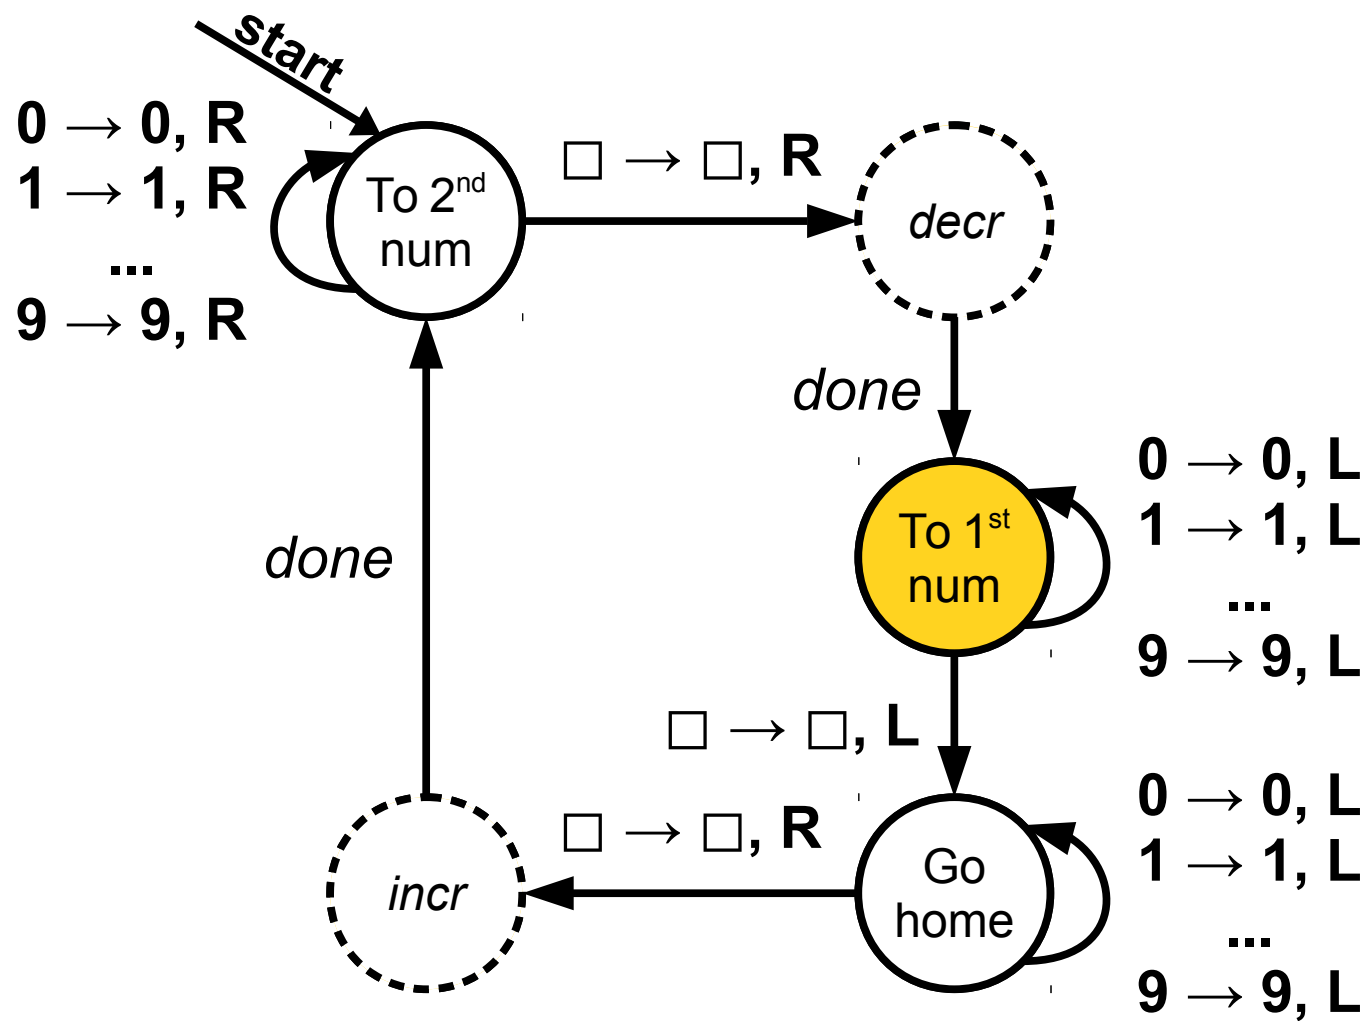 start
0 → 0, R
1 → 1, R
...
9 → 9, R
To 2nd
num
□ → □, R
decr
done
To 1st
num
0 → 0, L
1 → 1, L
...
9 → 9, L
done
□ → □, L
□ → □, R
incr
Go
home
0 → 0, L
1 → 1, L
...
9 → 9, L